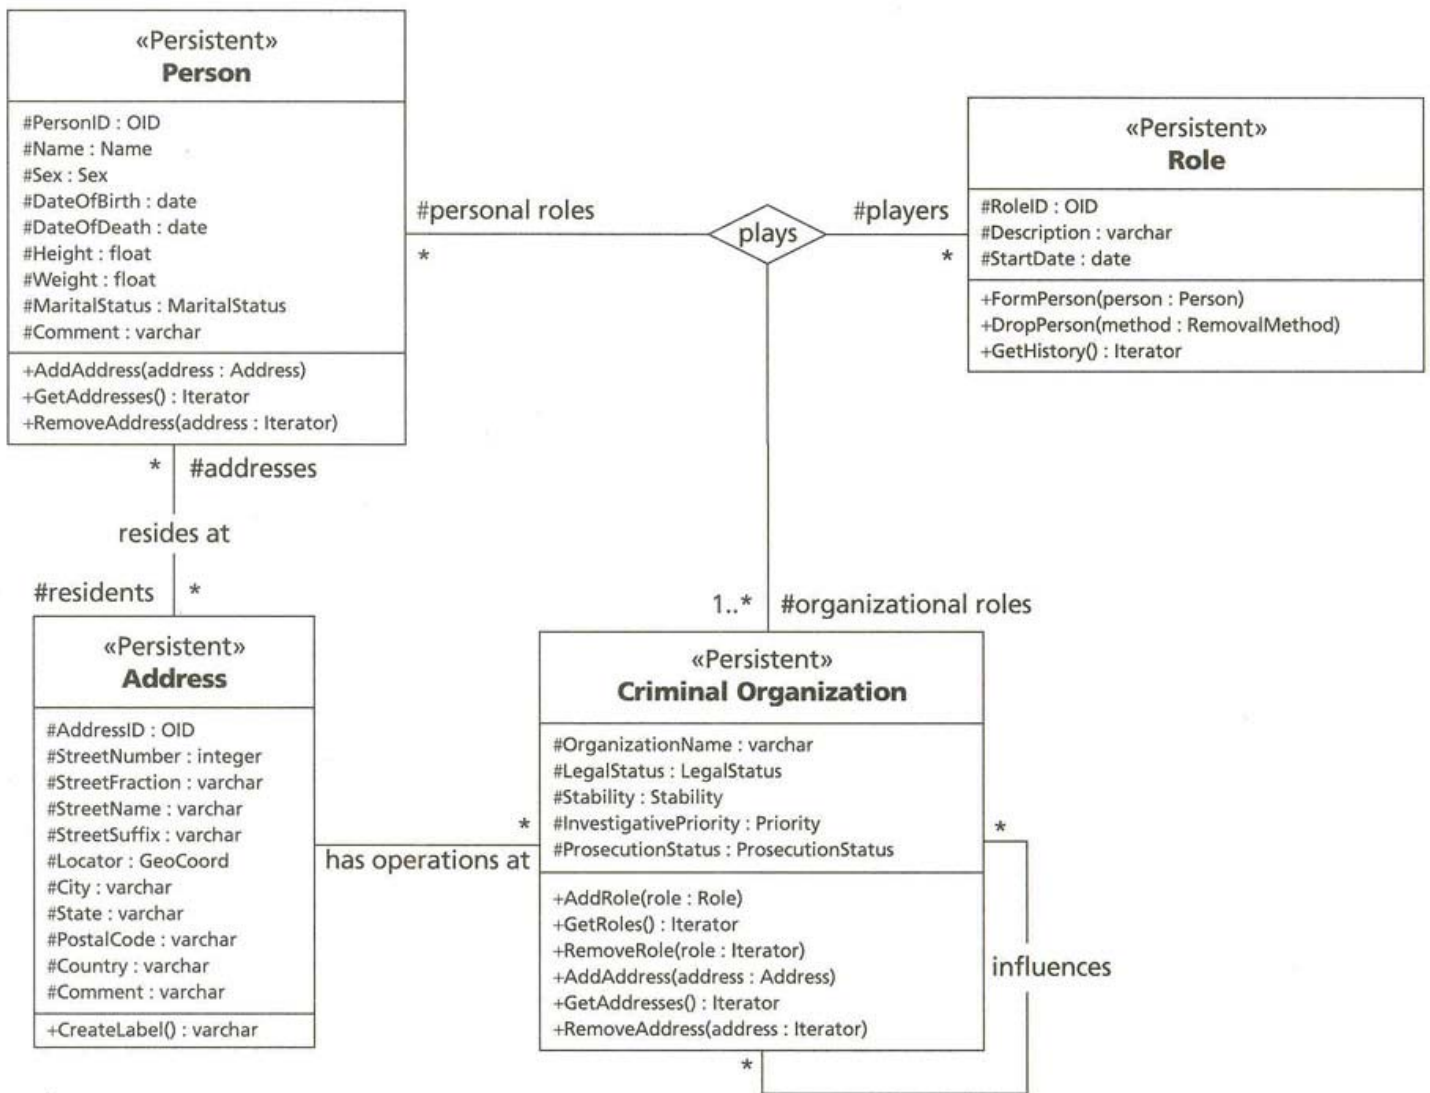 «Persistent»
Person
#PersonID : OID
#Name : Name
#Sex : Sex
#DateOfBirth : date
#DateOfDeath : date
#Height : float
#Weight : float
#MaritalStatus : MaritalStatus
#Comment : varchar
+AddAddress(address : Address)
+GetAddresses() : Iterator
+RemoveAddress(address : Iterator)
#personal roles
*
plays
#players
*
«Persistent»
Role
#RoleID : OID
#Description : varchar
#StartDate : date
+FormPerson(person : Person)
+DropPerson(method : RemovalMethod)
+GetHistory() : Iterator
* #addresses
resides at
#residents *
1..* #organizational roles
«Persistent»
Address
#AddressID : OID
#StreetNumber : integer
#StreetFraction : varchar
#StreetName : varchar
#StreetSuffix : varchar
#Locator : GeoCoord
#City : varchar
#State : varchar
#PostalCode : varchar
#Country : varchar
#Comment : varchar
+CreateLabel() : varchar
*
has operations at
«Persistent»
Criminal Organization
#OrganizationName : varchar
#LegalStatus : LegalStatus
#Stability : Stability
#InvestigativePriority : Priority
#ProsecutionStatus : ProsecutionStatus
+AddRole(role : Role)
+GetRoles() : Iterator
+RemoveRole(role : Iterator)
+AddAddress(address : Address)
+GetAddresses() : Iterator
+RemoveAddress(address : Iterator)
*
influences
*